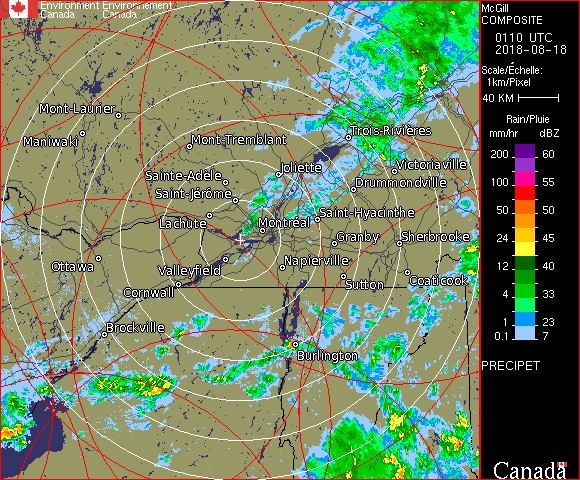 Environment Environnement
Canada Canada
McGill
COMPOSITE
0110 UTC
2018-08-18
Scale/Échelle:
1km/Pixel
40 KM
Rain/Pluie
mm/hr dBZ
200 60
100 55
50 50
24 45
12 40
4 33
1 23
0.1 7
PRECIPET
Canada
Mont-Laurier
Maniwaki
Mont-Tremblant
Trois-Rivières
Joliette
Victoriaville
Sainte-Adèle
Drummondville
Saint-Jérôme
Lachute
Saint-Hyacinthe
Montréal
Granby
Sherbrooke
Ottawa
Valleyfield
Napierville
Sutton
Coaticook
Cornwall
Brockville
Burlington